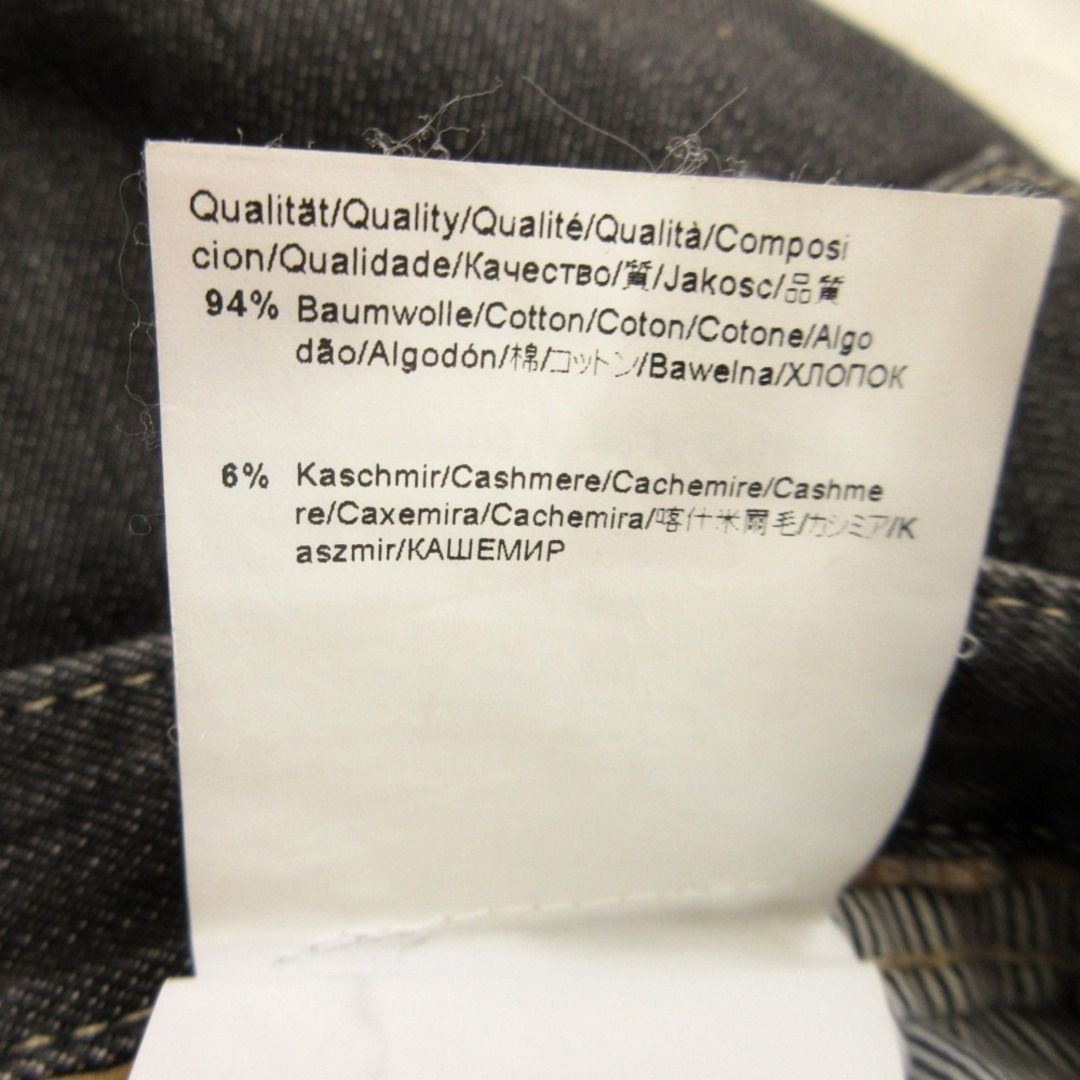 Qualität/Quality/Qualité/Qualità/Composi
cion/Qualidade/Качество/質/Jakosc/品質
94% Baumwolle/Cotton/Coton/Cotone/Algo
dão/Algodón/棉/コットン/Bawelna/ХЛОПОК
6% Kaschmir/Cashmere/Cachemire/Cashme
re/Caxemira/Cachemira/喀什米爾毛/カシミア/K
aszmir/КАШЕМИР